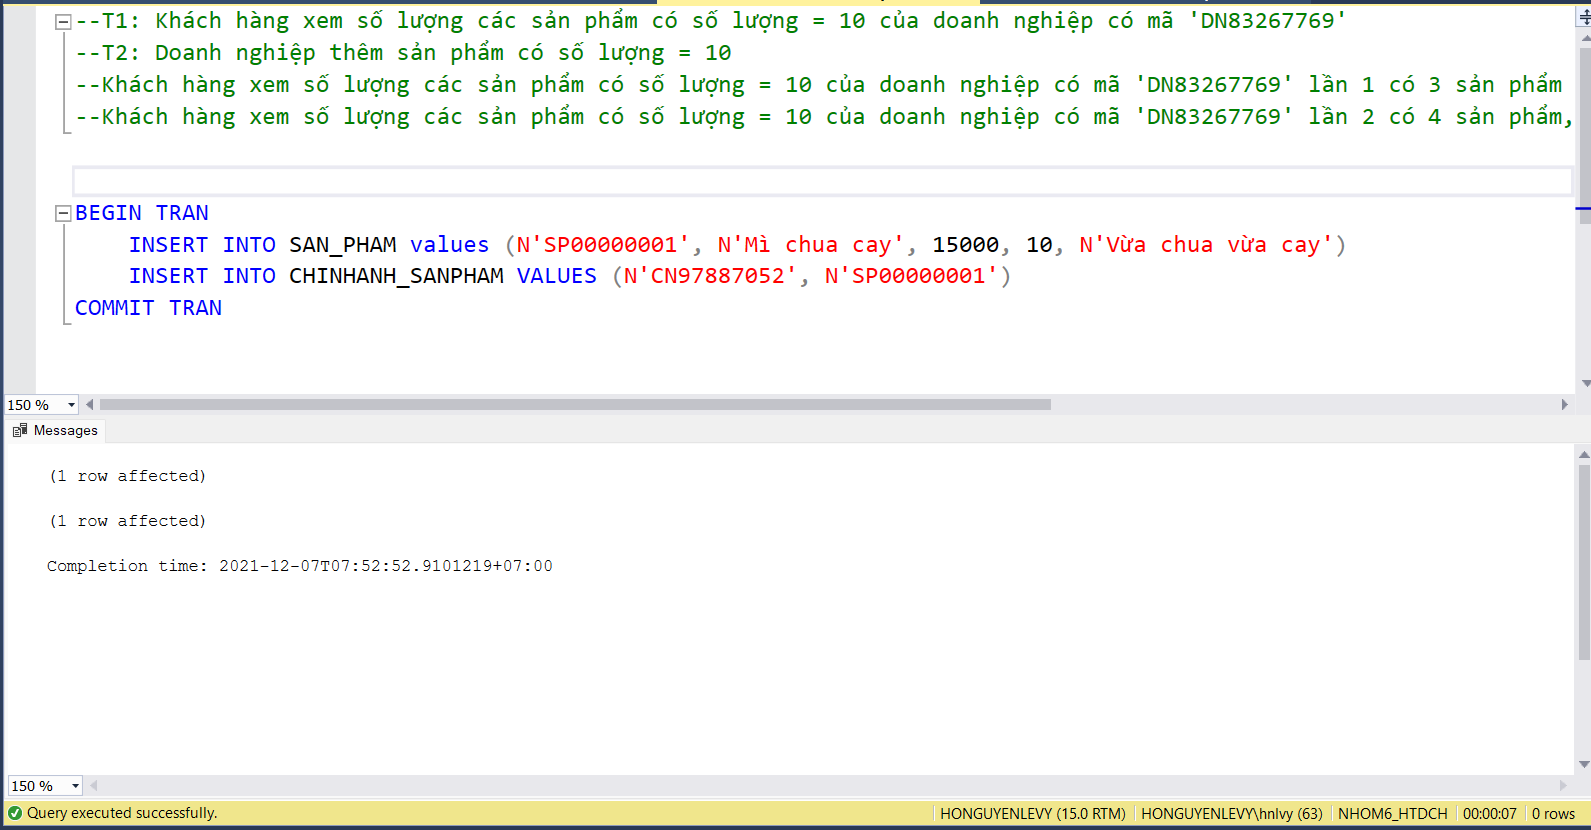 --T1: Khách hàng xem số lượng các sản phẩm có số lượng = 10 của doanh nghiệp có mã 'DN83267769'
--T2: Doanh nghiệp thêm sản phẩm có số lượng = 10
--Khách hàng xem số lượng các sản phẩm có số lượng = 10 của doanh nghiệp có mã 'DN83267769' lần 1 có 3 sản phẩm
--Khách hàng xem số lượng các sản phẩm có số lượng = 10 của doanh nghiệp có mã 'DN83267769' lần 2 có 4 sản phẩm,
BEGIN TRAN
INSERT INTO SAN_PHAM values (N'SP00000001', N'Mì chua cay', 15000, 10, N'Vừa chua vừa cay')
INSERT INTO CHINHANH_SANPHAM VALUES (N'CN97887052', N'SP00000001')
COMMIT TRAN
150 %
Messages
(1 row affected)
(1 row affected)
Completion time: 2021-12-07T07:52:52.9101219+07:00
150 %
Query executed successfully. HONGUYENLEVY (15.0 RTM) HONGUYENLEVY\hnlvy (63) NHOM6_HTDCH 00:00:07 0 rows